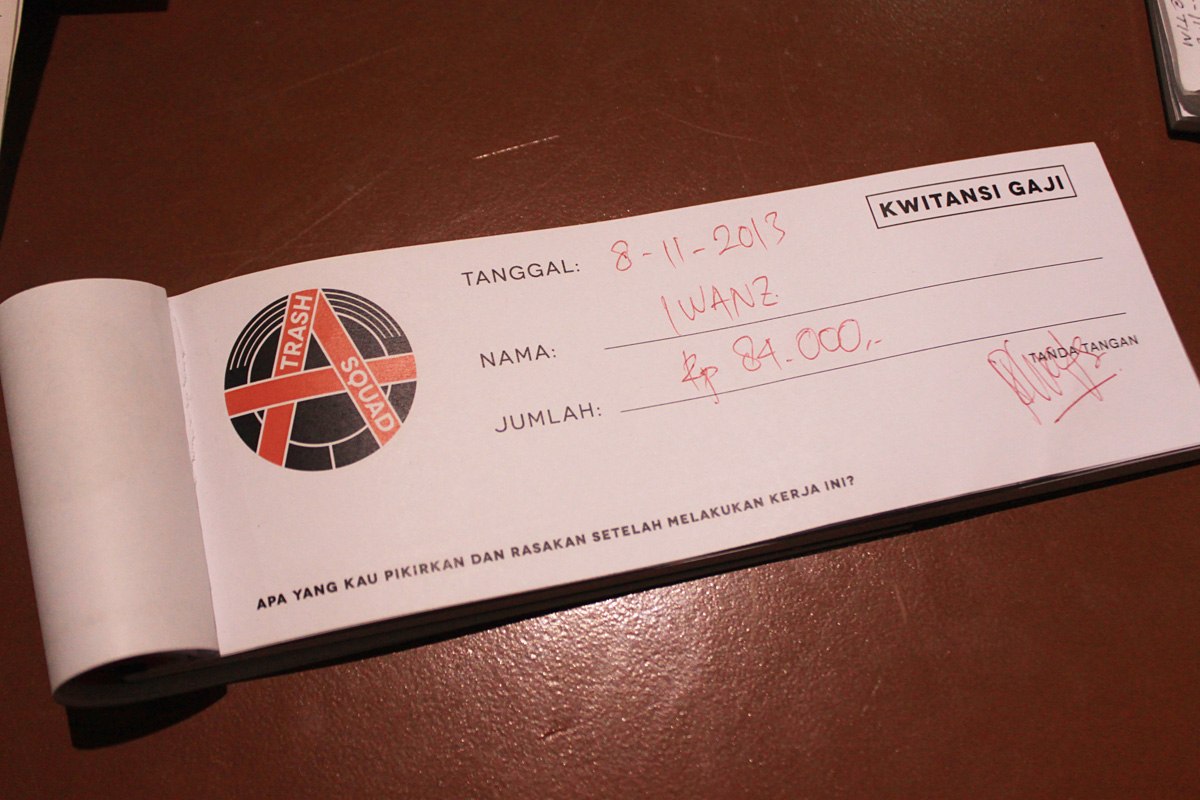 KWITANSI GAJI
TRASH
SQUAD
TANGGAL: 8-11-2013
NAMA: IWANZ
JUMLAH: Rp 84.000,-
TANDA TANGAN
APA YANG KAU PIKIRKAN DAN RASAKAN SETELAH MELAKUKAN KERJA INI?